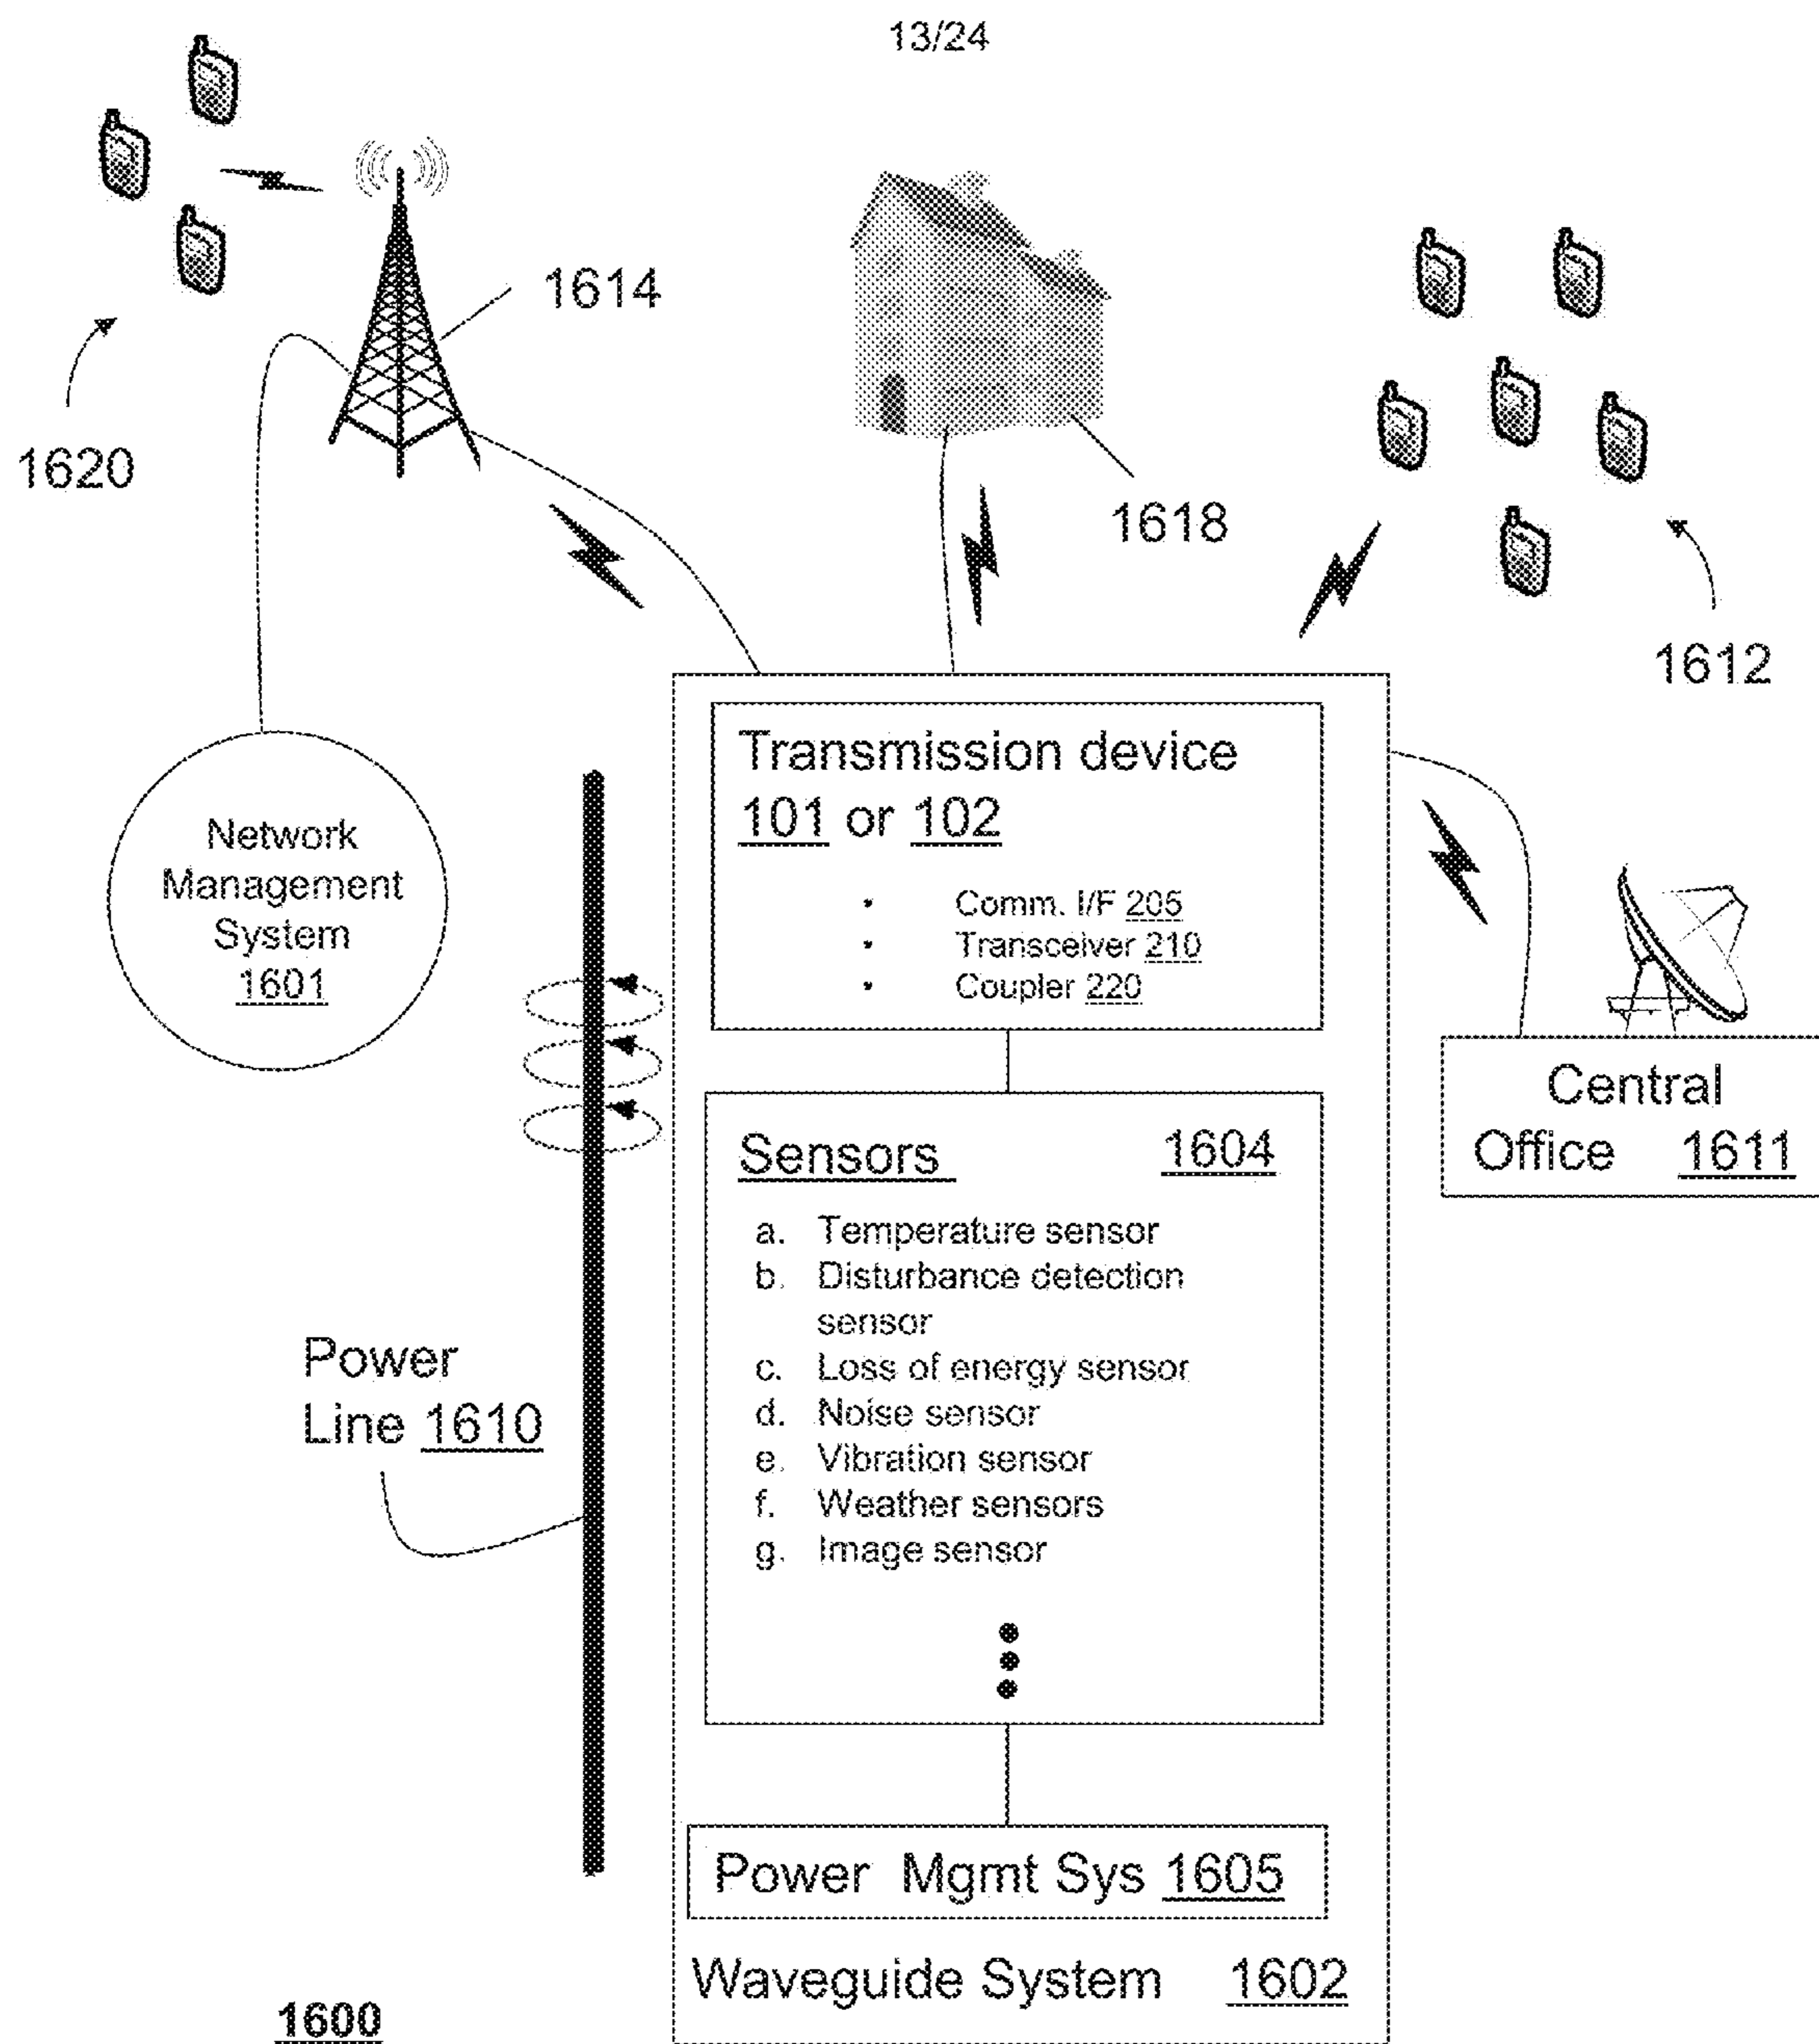 13/24
1614
1620
1618
1612
Transmission device
101 or 102
• Comm. I/F 205
• Transceiver 210
• Coupler 220
Network
Management
System
1601
Central
Office 1611
Sensors 1604
a. Temperature sensor
b. Disturbance detection
sensor
c. Loss of energy sensor
d. Noise sensor
e. Vibration sensor
f. Weather sensors
g. Image sensor
Power
Line 1610
Power Mgmt Sys 1605
Waveguide System 1602
1600